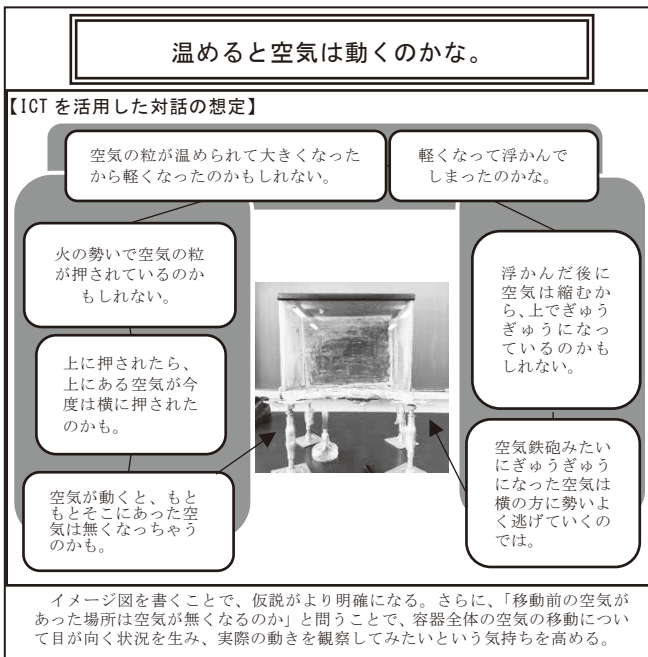 温めると空気は動くのかな。
【ICTを活用した対話の想定】
空気の粒が温められて大きくなった
から軽くなったのかもしれない。
軽くなって浮かんで
しまったのかな。
火の勢いで空気の粒
が押されているのか
もしれない。
上に押されたら、
上にある空気が今
度は横に押された
のかも。
空気が動くと、もと
もとそこにあった空
気は無くなっちゃう
のかも。
浮かんだ後に
空気は縮むか
ら、上でぎゅう
ぎゅうになっ
ているのかも
しれない。
空気鉄砲みたい
にぎゅうぎゅう
になった空気は
横の方に勢いよ
く逃げていくの
では。
イメージ図を書くことで、仮説がより明確になる。さらに、「移動前の空気が
あった場所は空気が無くなるのか」と問うことで、容器全体の空気の移動につい
て目が向く状況を生み、実際の動きを観察してみたいという気持ちを高める。